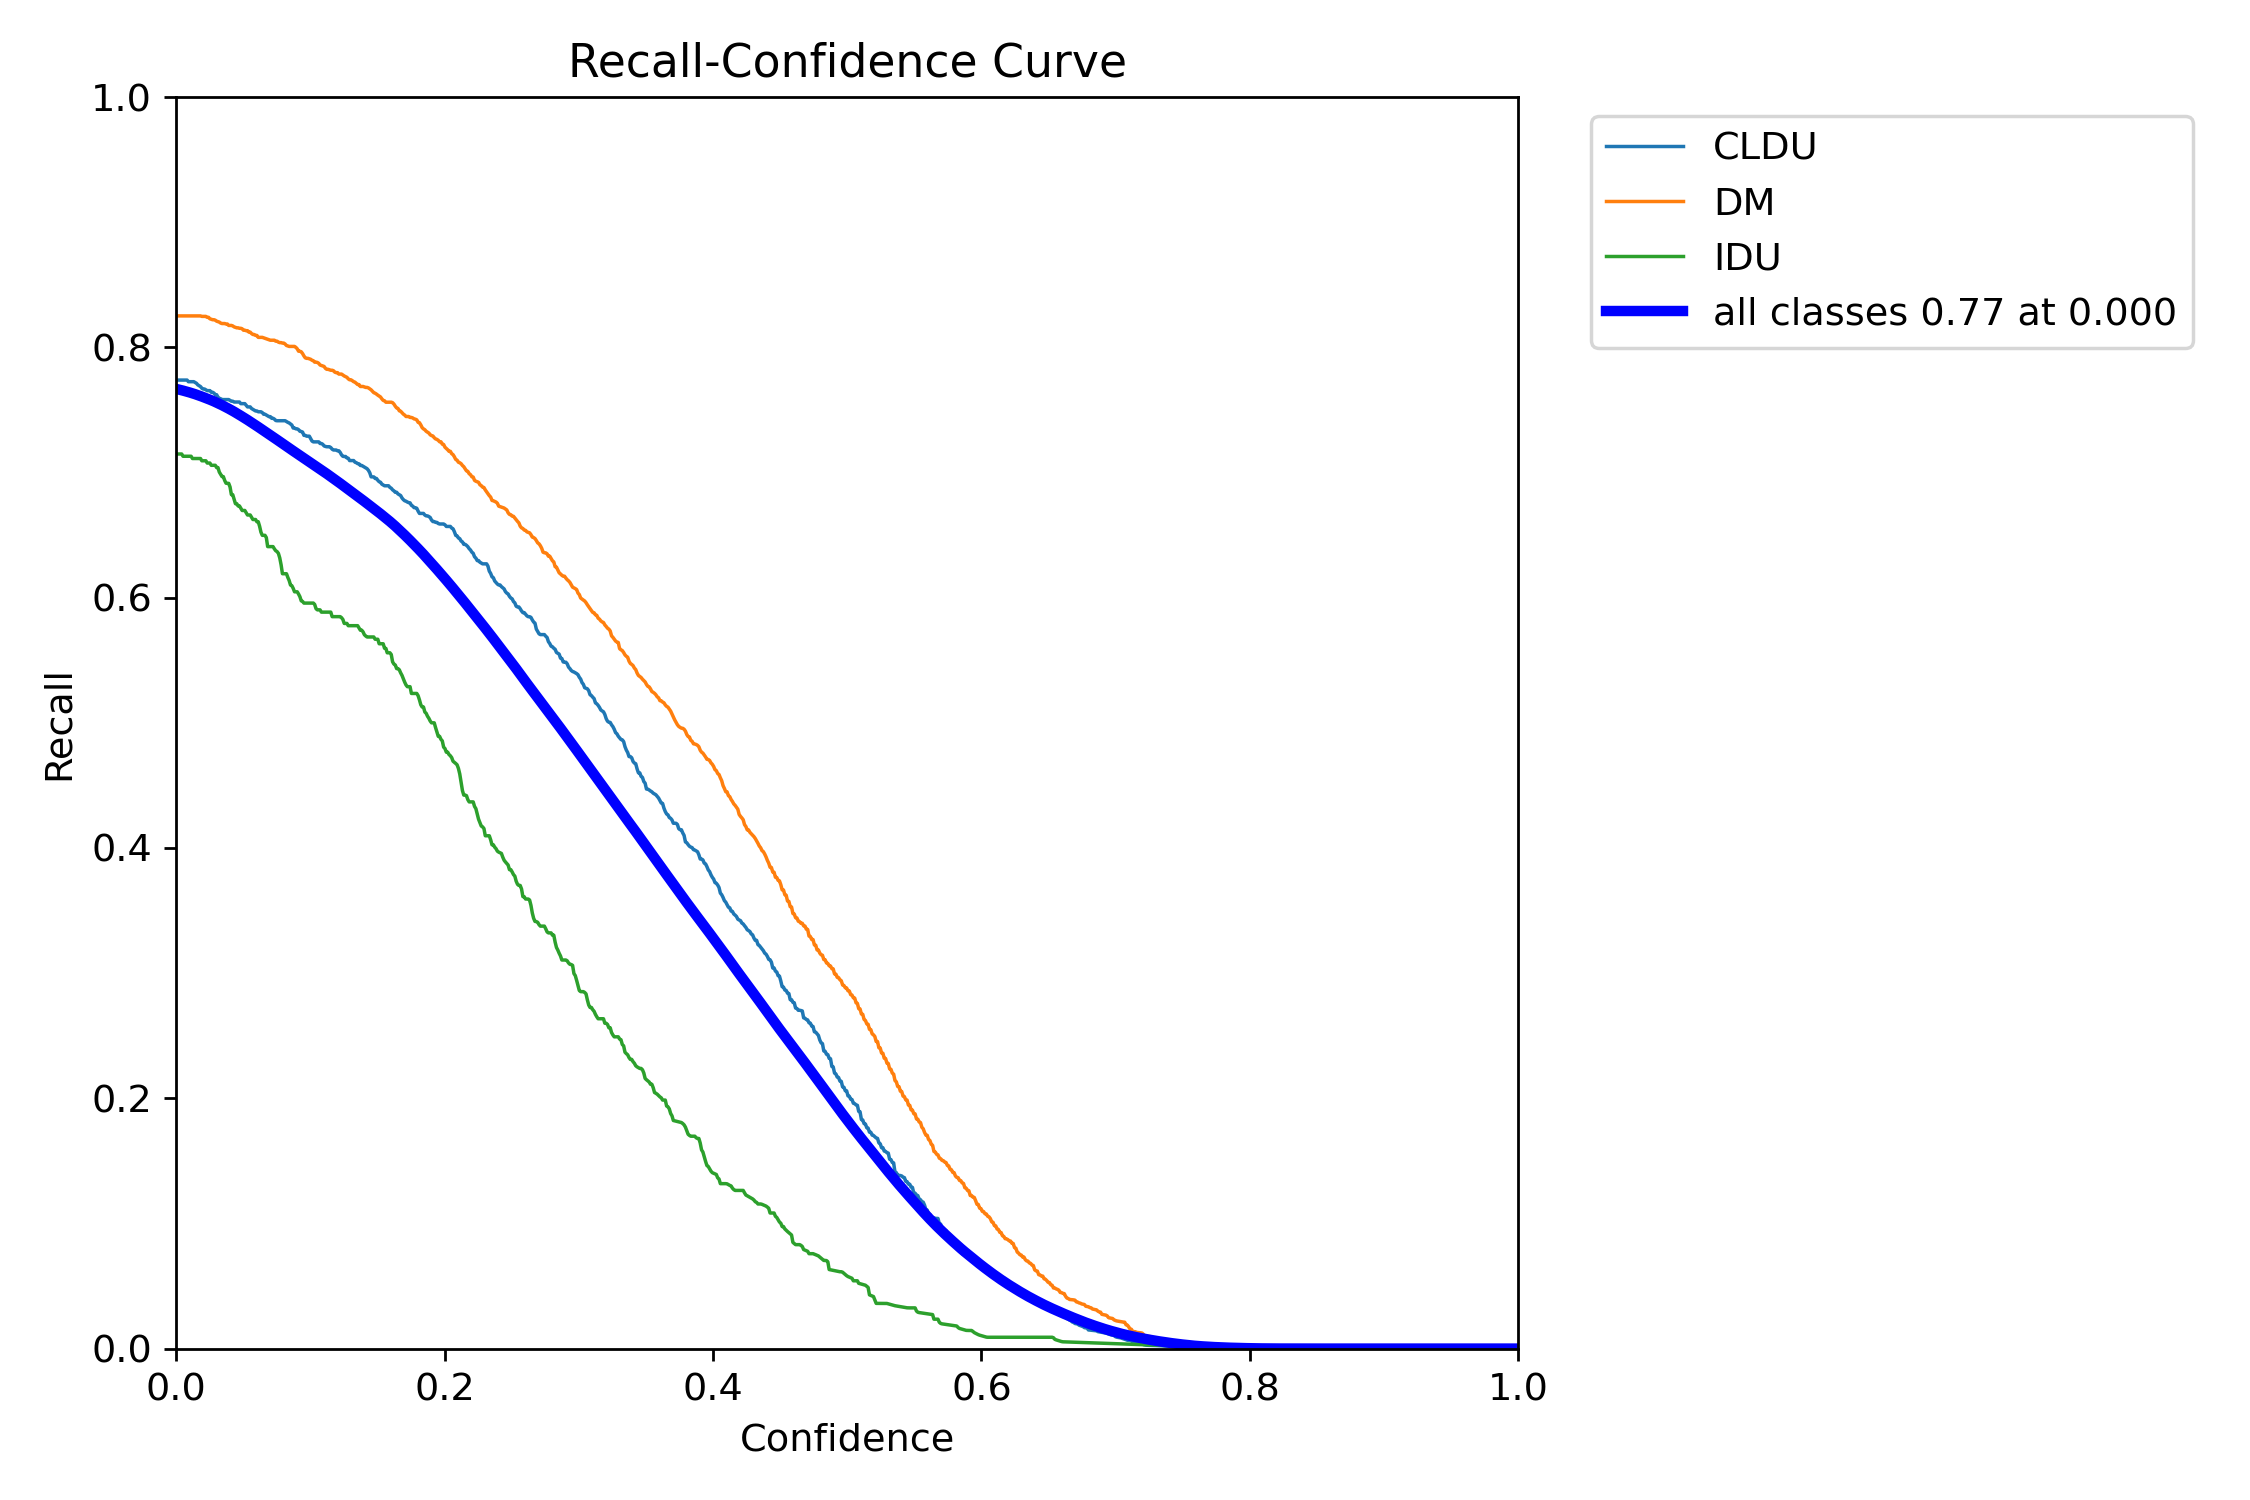 Recall-Confidence Curve
1.0
0.8
0.6
0.4
0.2
0.0
Recall
0.0 0.2 0.4 0.6 0.8 1.0
Confidence
CLDU
DM
IDU
all classes 0.77 at 0.000